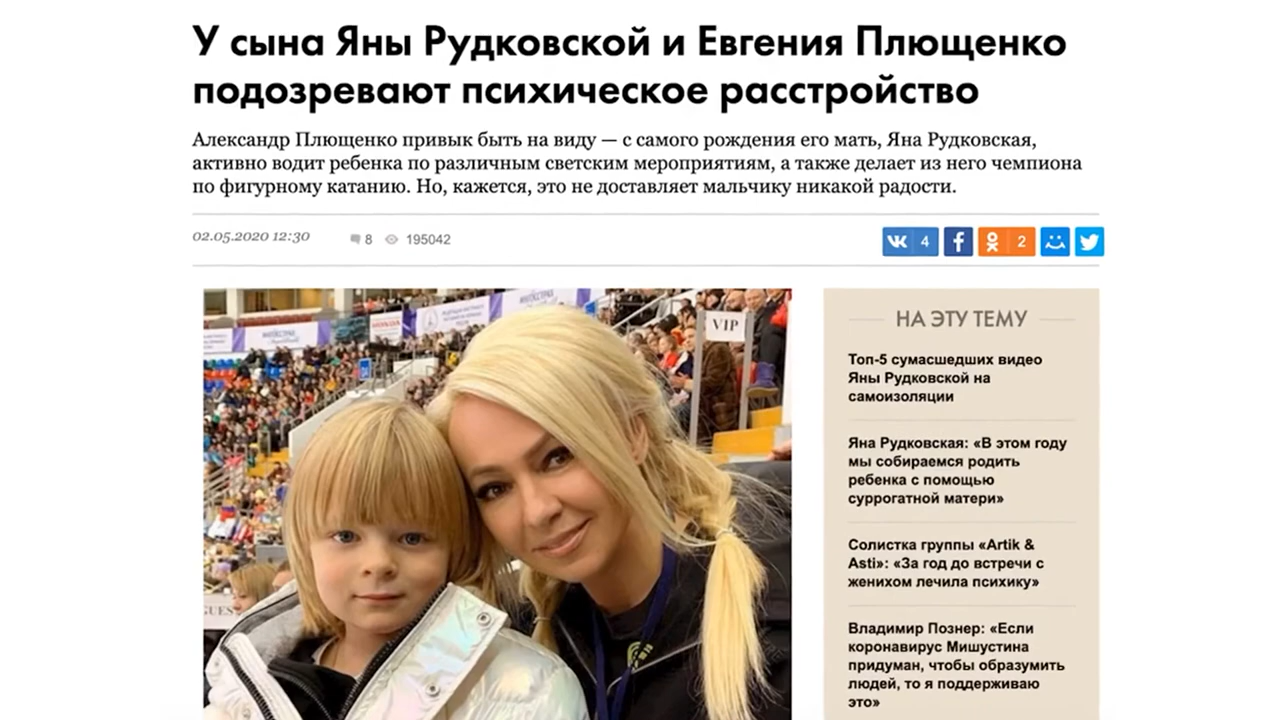 У сына Яны Рудковской и Евгения Плющенко
подозревают психическое расстройство
Александр Плющенко привык быть на виду — с самого рождения его мать, Яна Рудковская,
активно водит ребенка по различным светским мероприятиям, а также делает из него чемпиона
по фигурному катанию. Но, кажется, это не доставляет мальчику никакой радости.
02.05.2020 12:30
8
195042
4
2
HONDA
VIP
GUES
НА ЭТУ ТЕМУ
Топ-5 сумасшедших видео
Яны Рудковской на
самоизоляции
Яна Рудковская: «В этом году
мы собираемся родить
ребенка с помощью
суррогатной матери»
Солистка группы «Artik &
Asti»: «За год до встречи с
женихом лечила психику»
Владимир Познер: «Если
коронавирус Мишустина
придуман, чтобы образумить
людей, то я поддерживаю
это»